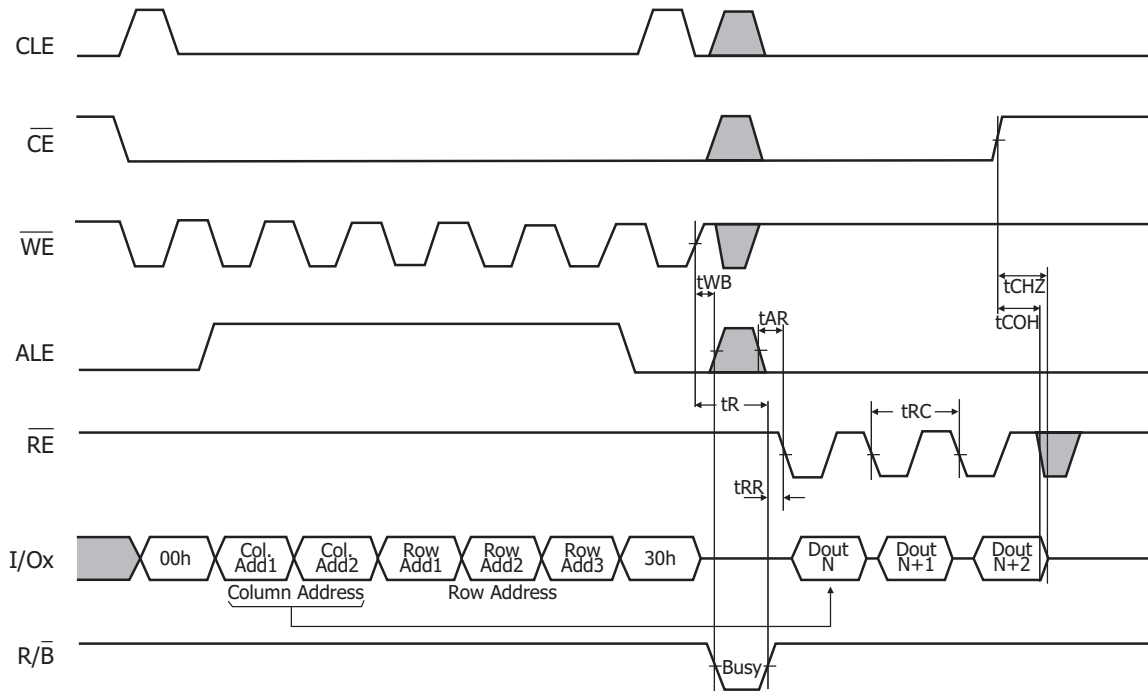 CLE
CE
WE
tWB
tCHZ
tCOH
tAR
ALE
tR
tRC
RE
tRR
I/Ox
00h
Col.
Add1
Col.
Add2
Row
Add1
Row
Add2
Row
Add3
30h
Dout
N
Dout
N+1
Dout
N+2
Column Address
Row Address
R/B
Busy